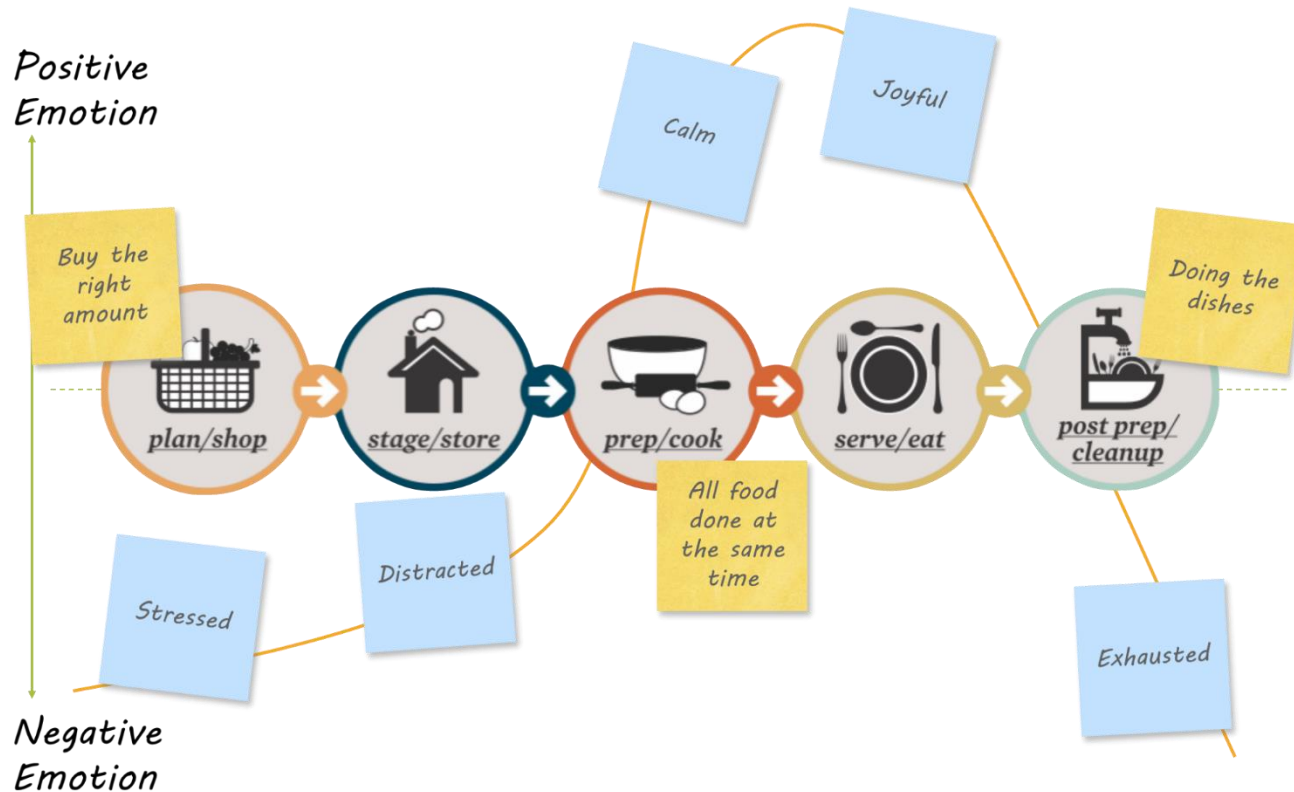 Positive
Emotion
Calm
Joyful
Buy the
right
amount
Doing the
dishes
plan/shop
stage/store
prep/cook
serve/eat
post prep/
cleanup
All food
done at
the same
time
Stressed
Distracted
Exhausted
Negative
Emotion